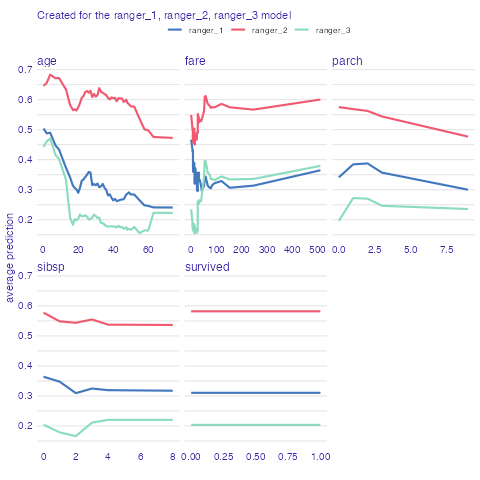 Created for the ranger_1, ranger_2, ranger_3 model
ranger_1 ranger_2 ranger_3
age fare parch
0.7
0.6
0.5
0.4
0.3
0.2
0 20 40 60 0 100 200 300 400 500 0.0 2.5 5.0 7.5
average prediction
sibsp survived
0.7
0.6
0.5
0.4
0.3
0.2
0 2 4 6 8 0.00 0.25 0.50 0.75 1.00